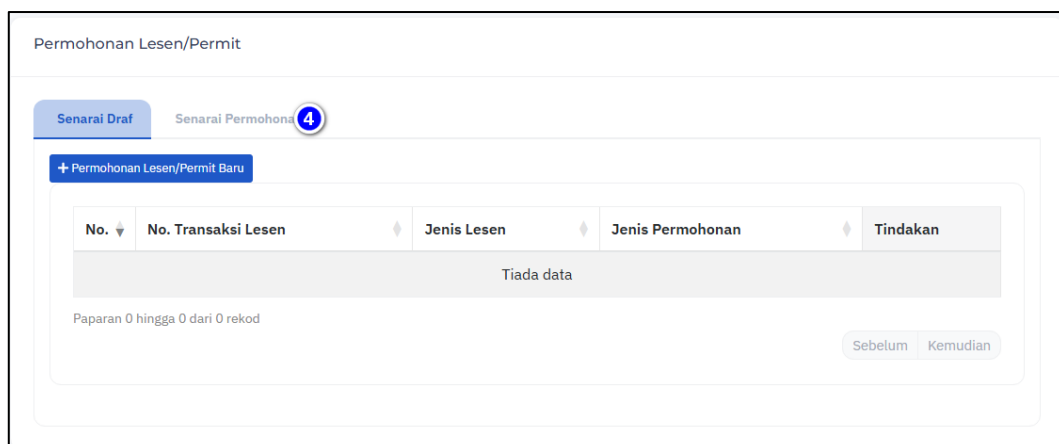 Permohonan Lesen/Permit
Senarai Draf
Senarai Permohona
4
+ Permohonan Lesen/Permit Baru
No. No. Transaksi Lesen Jenis Lesen Jenis Permohonan Tindakan
Tiada data
Paparan 0 hingga 0 dari 0 rekod
Sebelum Kemudian